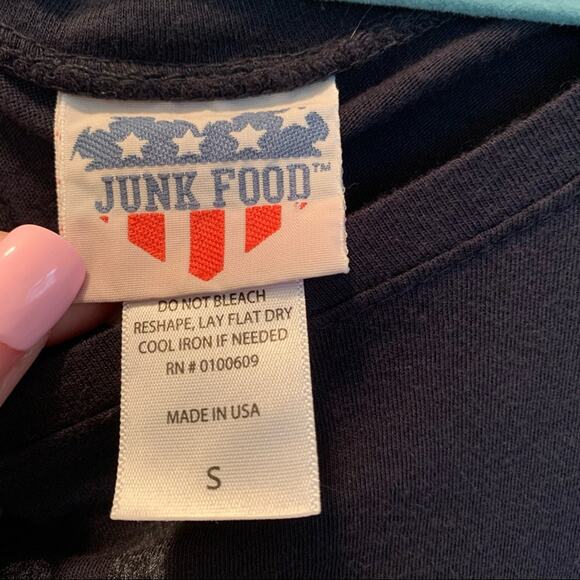 JUNK FOOD™
DO NOT BLEACH
RESHAPE, LAY FLAT DRY
COOL IRON IF NEEDED
RN # 0100609
MADE IN USA
S